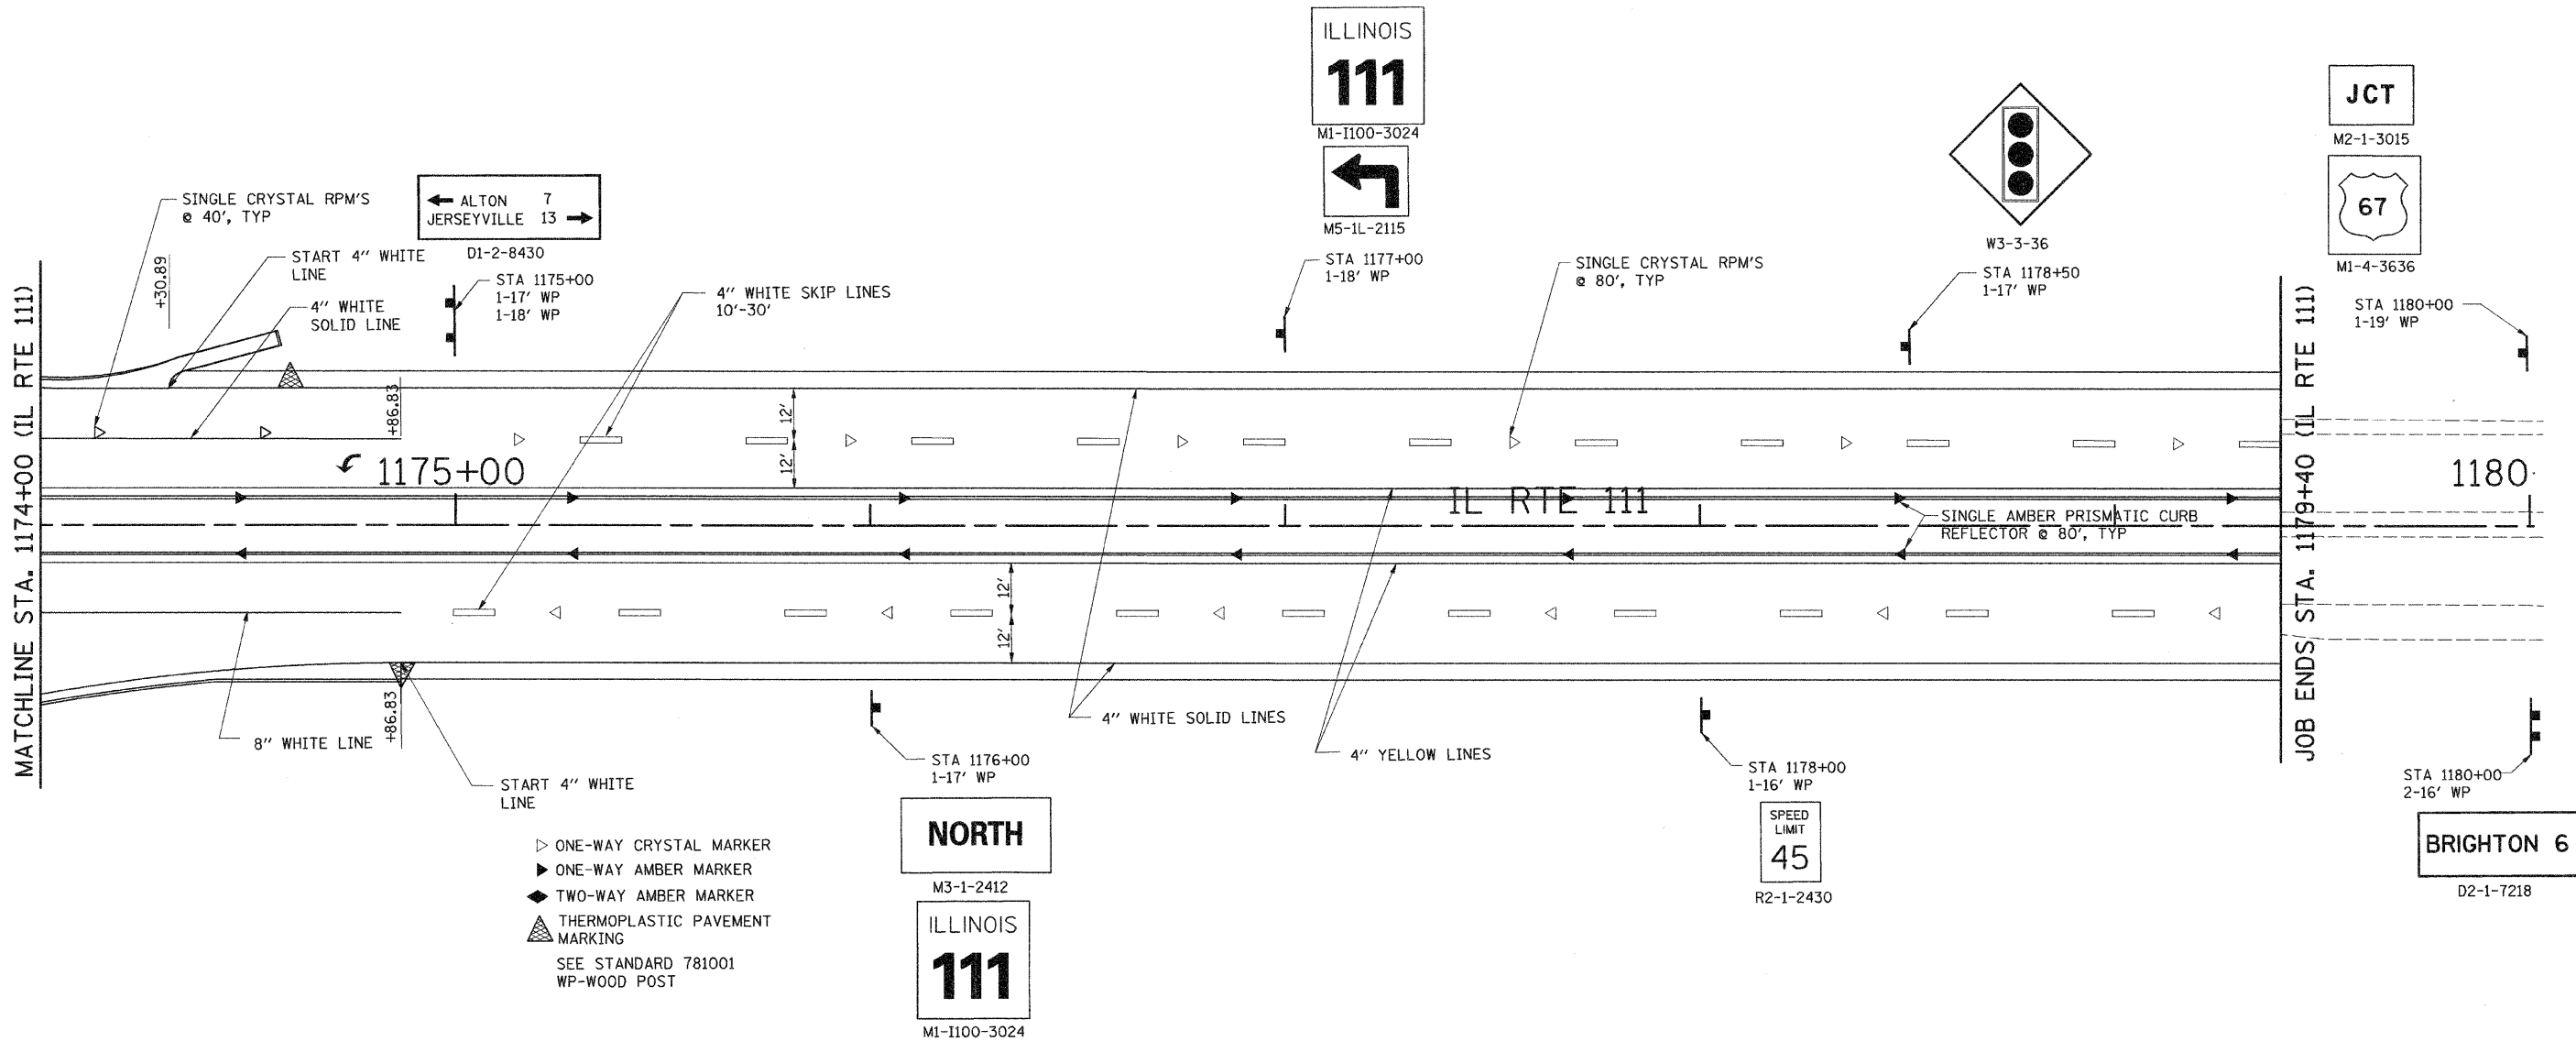 ILLINOIS
111
M1-I100-3024
M5-1L-2115
STA 1177+00
1-18' WP
W3-3-36
STA 1178+50
1-17' WP
JCT
M2-1-3015
67
M1-4-3636
STA 1180+00
1-19' WP
SINGLE CRYSTAL RPM'S
@ 40', TYP
ALTON 7
JERSEYVILLE 13
D1-2-8430
STA 1175+00
1-17' WP
1-18' WP
+30.89
START 4" WHITE
LINE
4" WHITE
SOLID LINE
4" WHITE SKIP LINES
10'-30'
SINGLE CRYSTAL RPM'S
@ 80', TYP
MATCHLINE STA. 1174+00 (IL RTE 111)
+86.83
12'
12'
1175+00
IL RTE 111
1180
SINGLE AMBER PRISMATIC CURB
REFLECTOR @ 80', TYP
JOB ENDS STA. 1179+40 (IL RTE 111)
12'
12'
8" WHITE LINE
+86.83
START 4" WHITE
LINE
4" WHITE SOLID LINES
4" YELLOW LINES
STA 1176+00
1-17' WP
NORTH
M3-1-2412
ILLINOIS
111
M1-I100-3024
STA 1178+00
1-16' WP
SPEED
LIMIT
45
R2-1-2430
STA 1180+00
2-16' WP
BRIGHTON 6
D2-1-7218
ONE-WAY CRYSTAL MARKER
ONE-WAY AMBER MARKER
TWO-WAY AMBER MARKER
THERMOPLASTIC PAVEMENT
MARKING
SEE STANDARD 781001
WP-WOOD POST